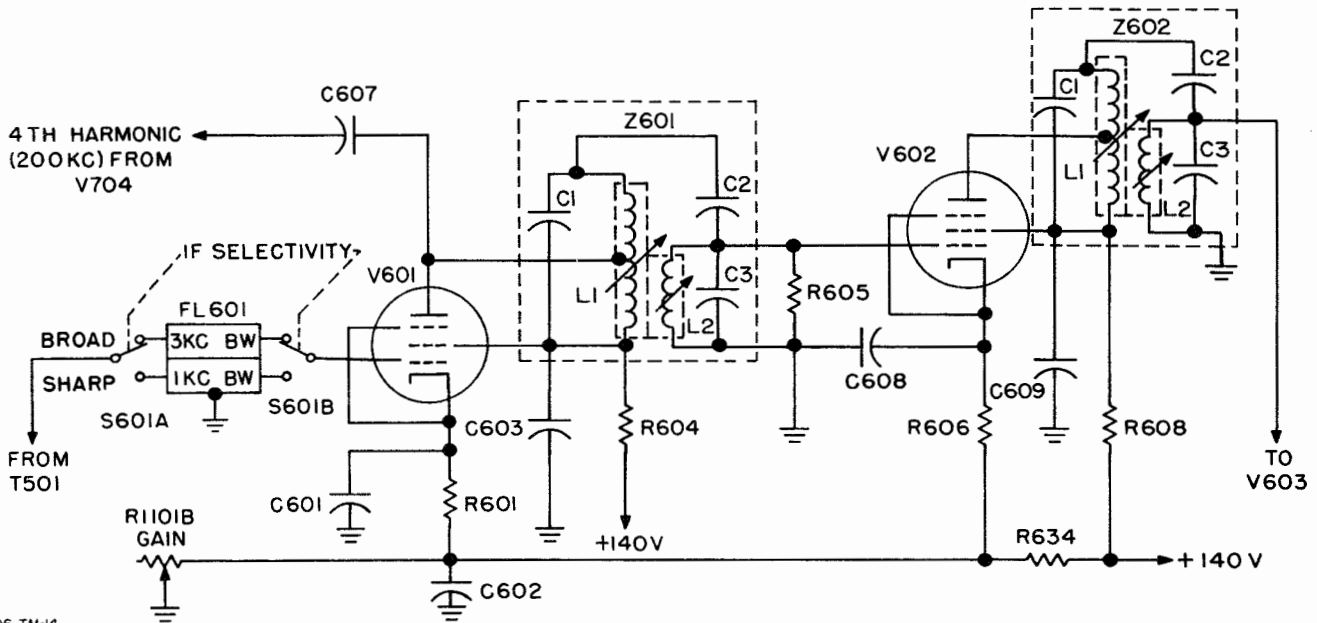 Z602
C2
C1
C607
Z601
4 TH HARMONIC
(200KC) FROM
V704
V602
C3
C2
L1
C1
L2
IF SELECTIVITY
V601
C3
R605
FL601
L1
L2
BROAD
3KC BW
SHARP
1KC BW
C608
C609
S601A
S601B
C603
R604
R606
R608
FROM
T501
TO
V603
C601
R601
R1101B
GAIN
+140V
R634
+ 140 V
C602